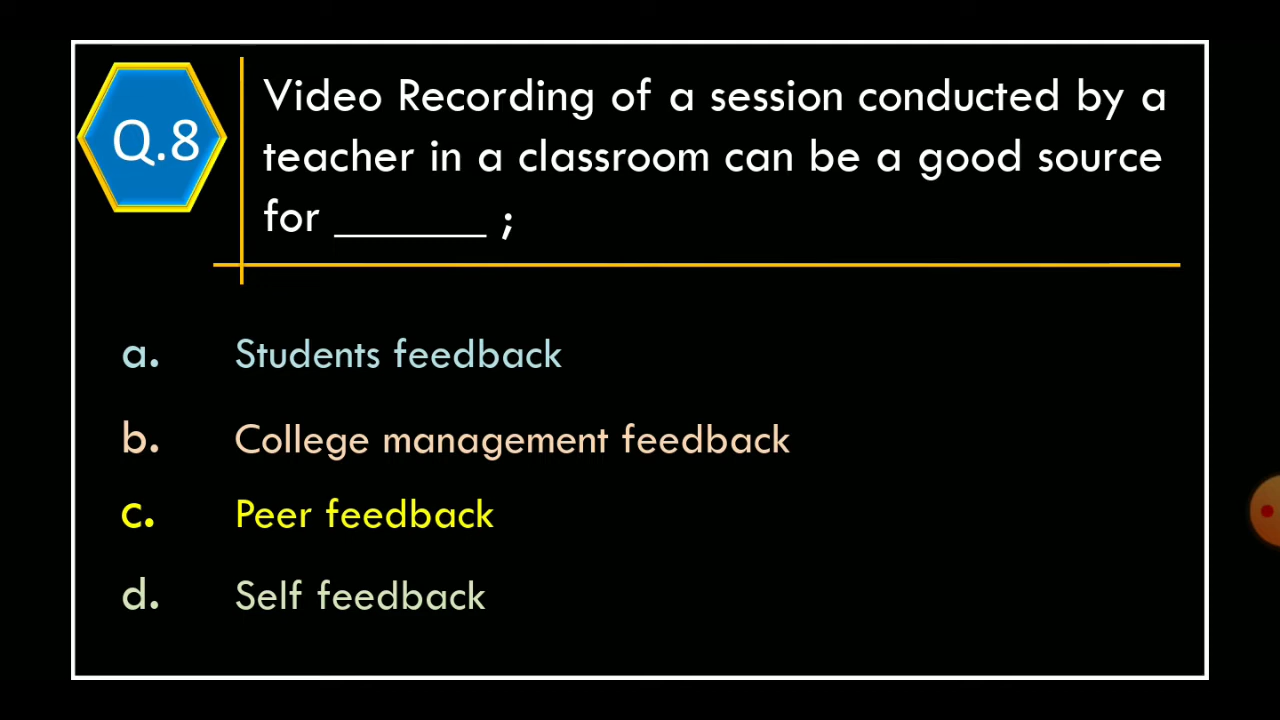 Q.8
Video Recording of a session conducted by a
teacher in a classroom can be a good source
for _______ ;
a. Students feedback
b. College management feedback
c. Peer feedback
d. Self feedback